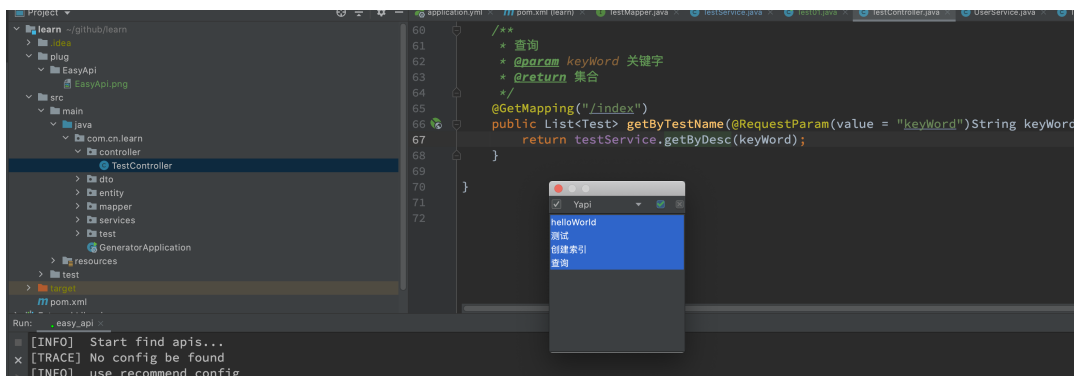 Project
application.yml
pom.xml (learn)
TestMapper.java
TestService.java
Test01.java
TestController.java
UserService.java
learn ~/github/learn
.idea
plug
EasyApi
EasyApi.png
src
main
java
com.cn.learn
controller
TestController
dto
entity
mapper
services
test
GeneratorApplication
resources
test
target
pom.xml
60 /**
61 * 查询
62 * @param keyWord 关键字
63 * @return 集合
64 */
65 @GetMapping("/index")
66 public List<Test> getByTestName(@RequestParam(value = "keyWord")String keyWord
67 return testService.getByDesc(keyWord);
68 }
69
70 }
71
72
Yapi
helloWorld
测试
创建索引
查询
Run: easy_api
[INFO] Start find apis...
[TRACE] No config be found
[INFO] use recommend config